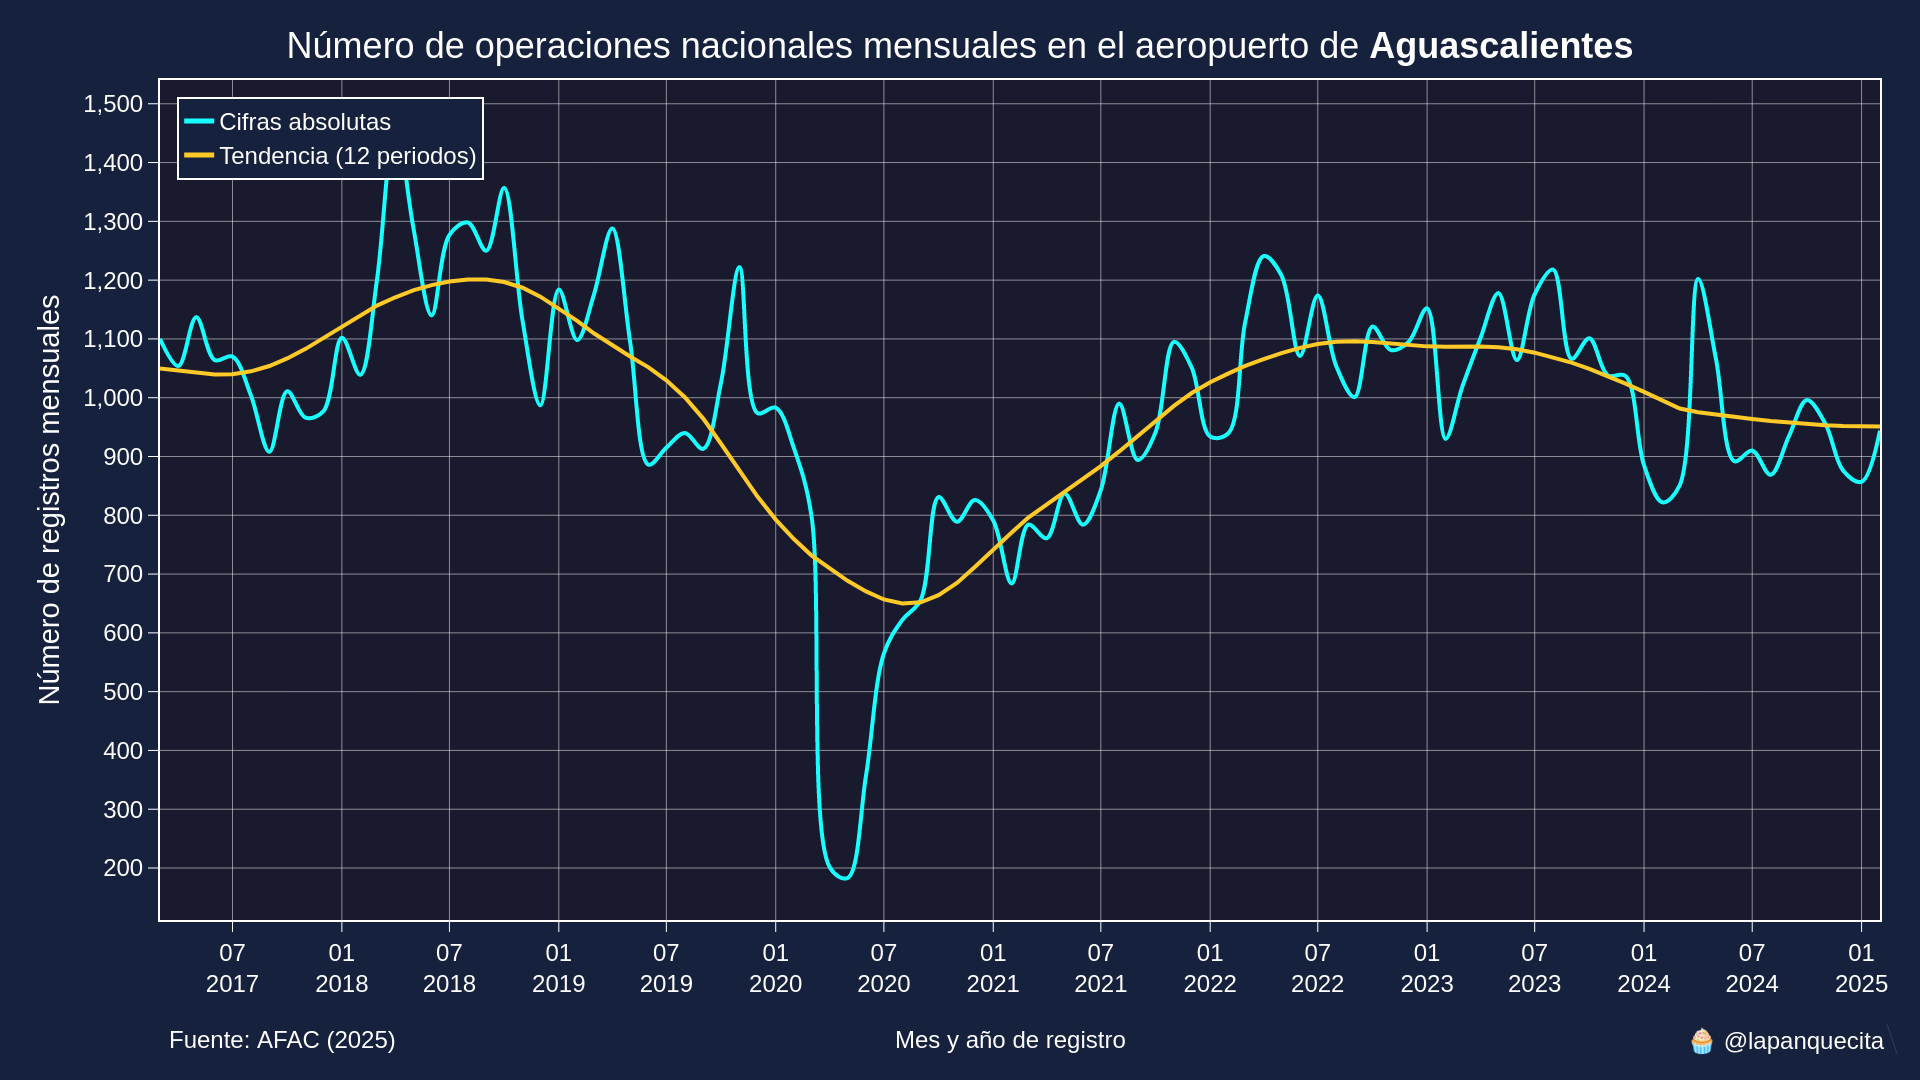 Número de operaciones nacionales mensuales en el aeropuerto de Aguascalientes
Cifras absolutas
Tendencia (12 periodos)
Número de registros mensuales
1,500
1,400
1,300
1,200
1,100
1,000
900
800
700
600
500
400
300
200
07 01 07 01 07 01 07 01 07 01 07 01 07 01 07 01
2017 2018 2018 2019 2019 2020 2020 2021 2021 2022 2022 2023 2023 2024 2024 2025
Fuente: AFAC (2025) Mes y año de registro 🧁 @lapanquecita